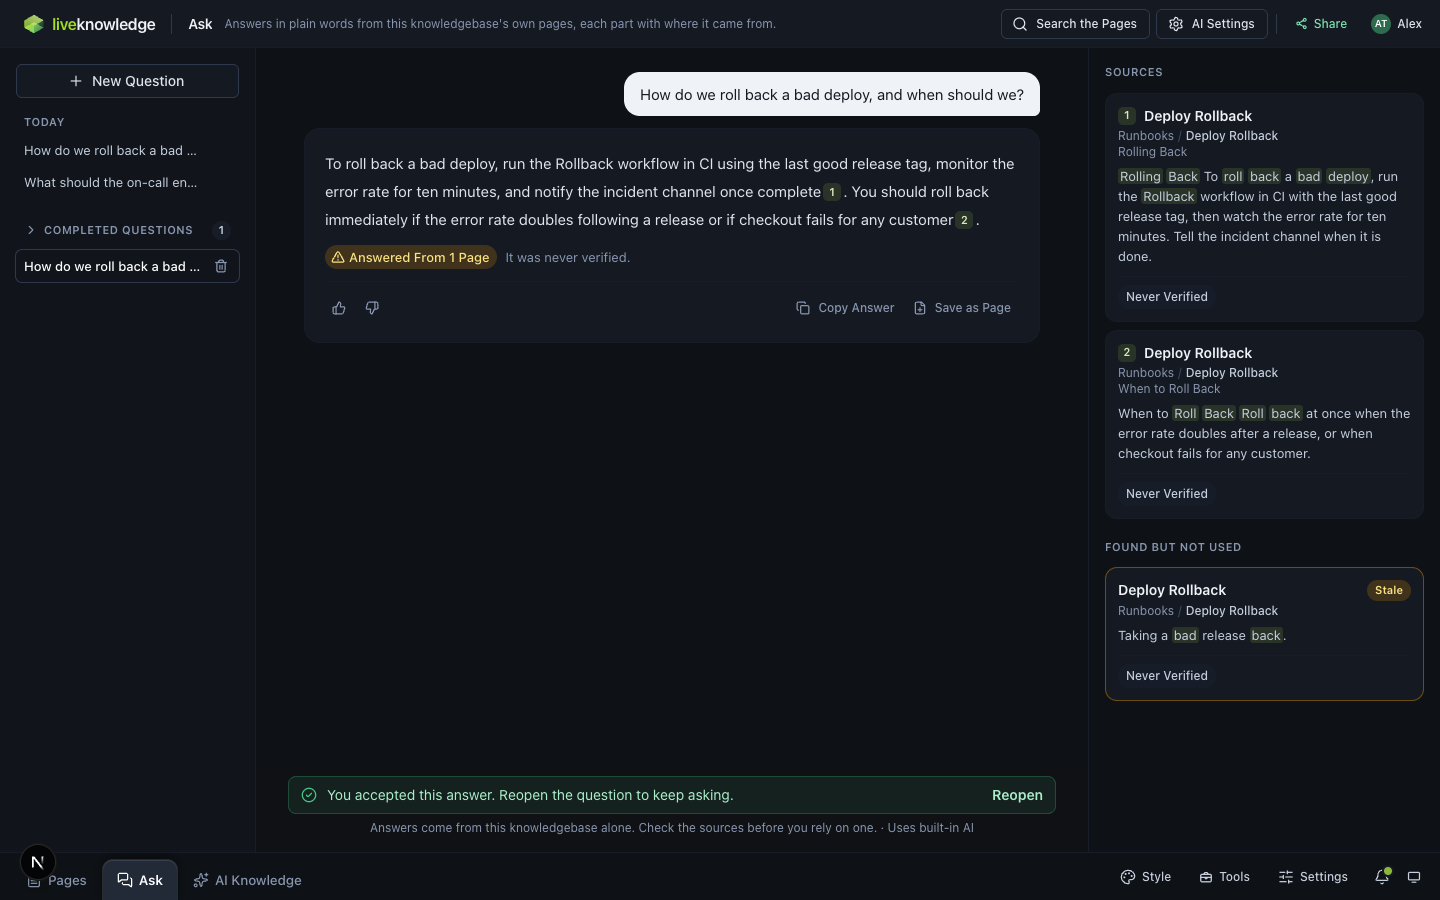 liveknowledge
Ask
Answers in plain words from this knowledgebase's own pages, each part with where it came from.
Search the Pages
AI Settings
Share
AT
Alex
New Question
TODAY
How do we roll back a bad ...
What should the on-call en...
COMPLETED QUESTIONS
1
How do we roll back a bad ...
How do we roll back a bad deploy, and when should we?
To roll back a bad deploy, run the Rollback workflow in CI using the last good release tag, monitor the
error rate for ten minutes, and notify the incident channel once complete 1 . You should roll back
immediately if the error rate doubles following a release or if checkout fails for any customer 2 .
Answered From 1 Page
It was never verified.
Copy Answer
Save as Page
You accepted this answer. Reopen the question to keep asking.
Reopen
Answers come from this knowledgebase alone. Check the sources before you rely on one. · Uses built-in AI
SOURCES
1 Deploy Rollback
Runbooks / Deploy Rollback
Rolling Back
Rolling Back To roll back a bad deploy, run
the Rollback workflow in CI with the last good
release tag, then watch the error rate for ten
minutes. Tell the incident channel when it is
done.
Never Verified
2 Deploy Rollback
Runbooks / Deploy Rollback
When to Roll Back
When to Roll Back Roll back at once when the
error rate doubles after a release, or when
checkout fails for any customer.
Never Verified
FOUND BUT NOT USED
Deploy Rollback
Stale
Runbooks / Deploy Rollback
Taking a bad release back.
Never Verified
N
Pages
Ask
AI Knowledge
Style
Tools
Settings